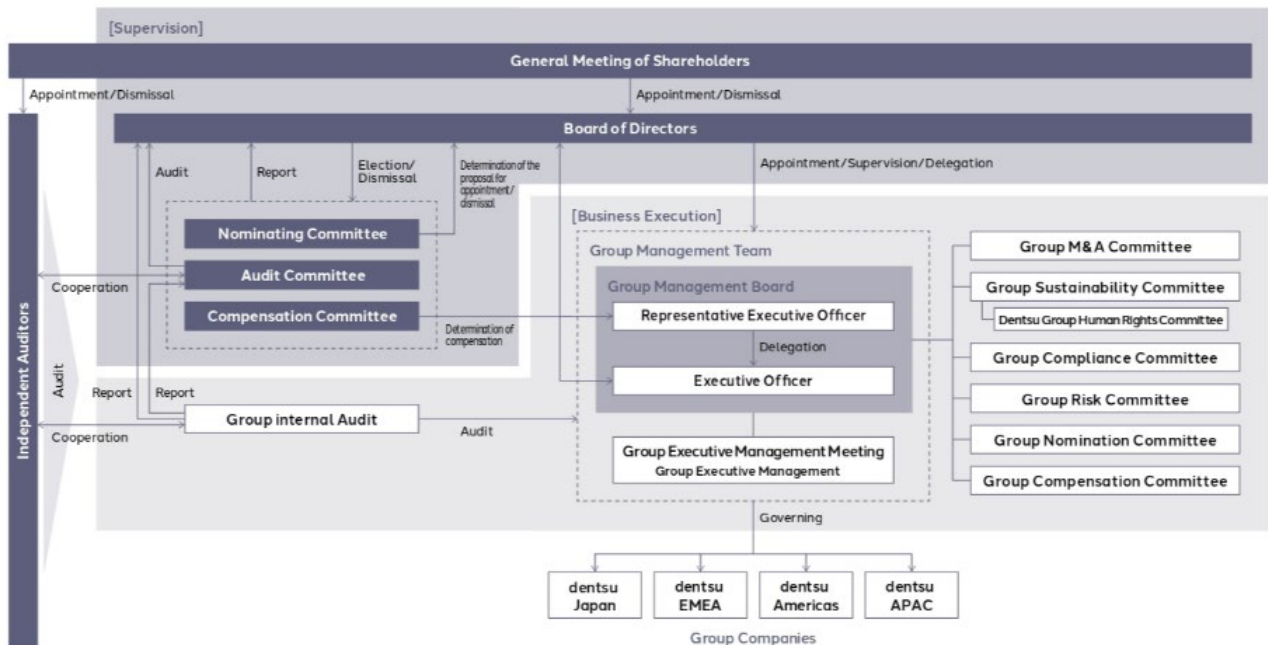 [Supervision]
General Meeting of Shareholders
Appointment/Dismissal
Appointment/Dismissal
Board of Directors
Audit
Report
Election/
Dismissal
Determination of the
proposal for
appointment/
dismissal
Appointment/Supervision/Delegation
Independent Auditors
Audit
Cooperation
Nominating Committee
Audit Committee
Compensation Committee
Determination of
compensation
Report
Report
Cooperation
Group internal Audit
Audit
[Business Execution]
Group Management Team
Group Management Board
Representative Executive Officer
Delegation
Executive Officer
Group Executive Management Meeting
Group Executive Management
Group M&A Committee
Group Sustainability Committee
Dentsu Group Human Rights Committee
Group Compliance Committee
Group Risk Committee
Group Nomination Committee
Group Compensation Committee
Governing
dentsu
Japan
dentsu
EMEA
dentsu
Americas
dentsu
APAC
Group Companies